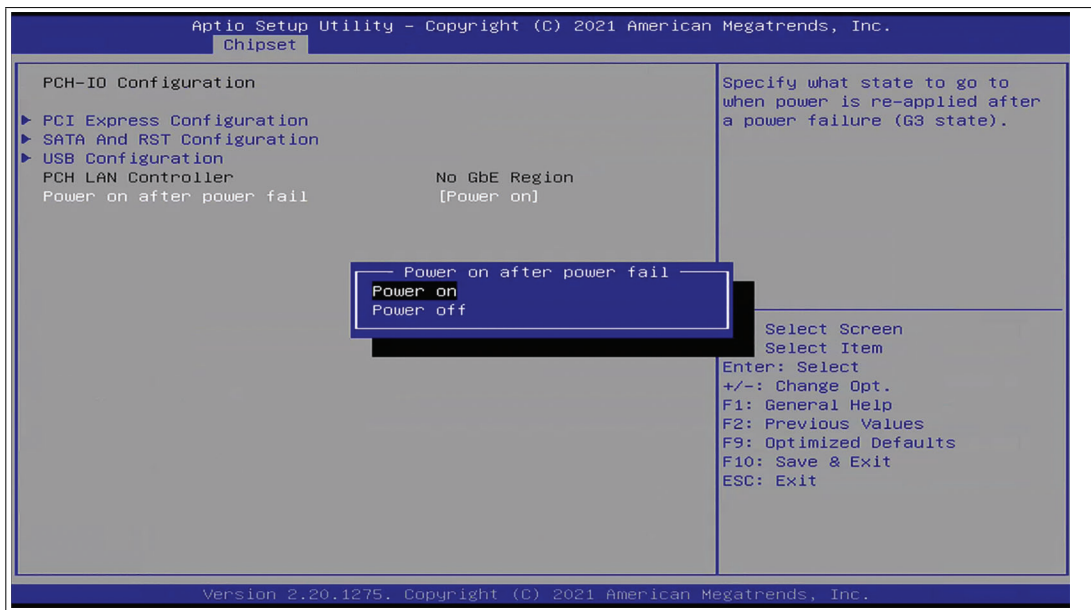 Aptio Setup Utility – Copyright (C) 2021 American Megatrends, Inc.
Chipset
PCH-IO Configuration
PCI Express Configuration
SATA And RST Configuration
USB Configuration
PCH LAN Controller No GbE Region
Power on after power fail [Power on]
Power on after power fail
Power on
Power off
Specify what state to go to
when power is re-applied after
a power failure (G3 state).
Select Screen
Select Item
Enter: Select
+/-: Change Opt.
F1: General Help
F2: Previous Values
F9: Optimized Defaults
F10: Save & Exit
ESC: Exit
Version 2.20.1275. Copyright (C) 2021 American Megatrends, Inc.